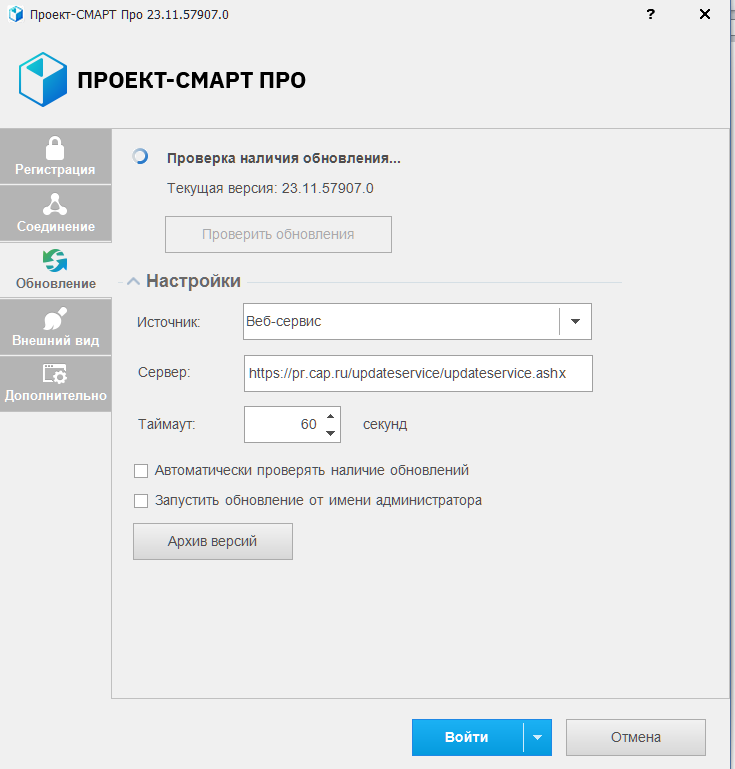 Проект-СМАРТ Про 23.11.57907.0
?
ПРОЕКТ-СМАРТ ПРО
Регистрация
Соединение
Обновление
Внешний вид
Дополнительно
Проверка наличия обновления...
Текущая версия: 23.11.57907.0
Проверить обновления
Настройки
Источник: Веб-сервис
Сервер: https://pr.cap.ru/updateservice/updateservice.ashx
Таймаут: 60 секунд
Автоматически проверять наличие обновлений
Запустить обновление от имени администратора
Архив версий
Войти Отмена